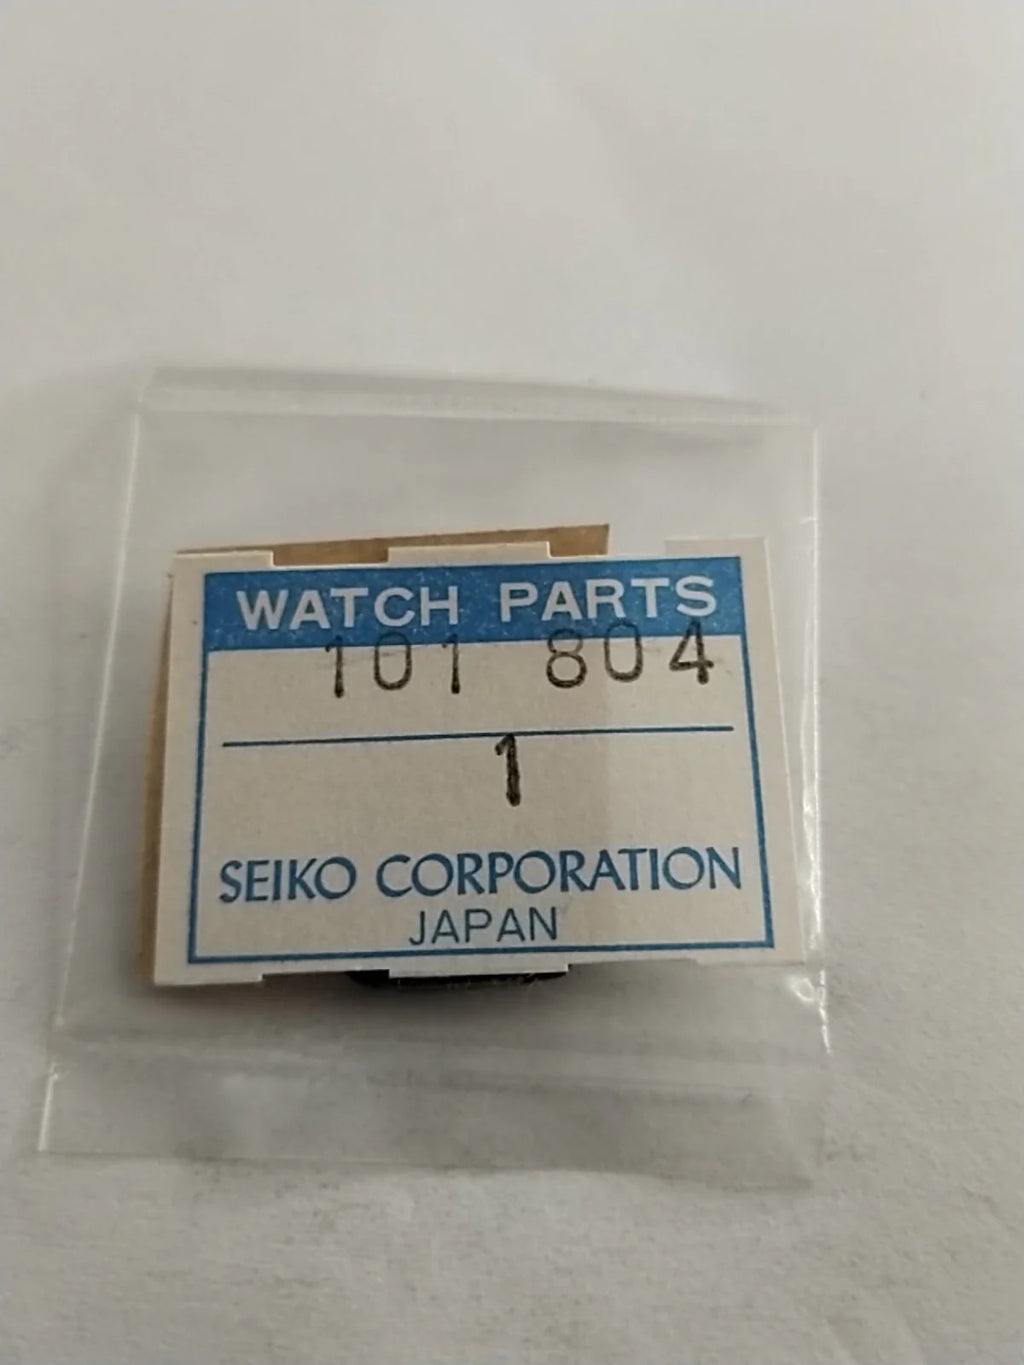 WATCH PARTS
101 804
1
SEIKO CORPORATION
JAPAN